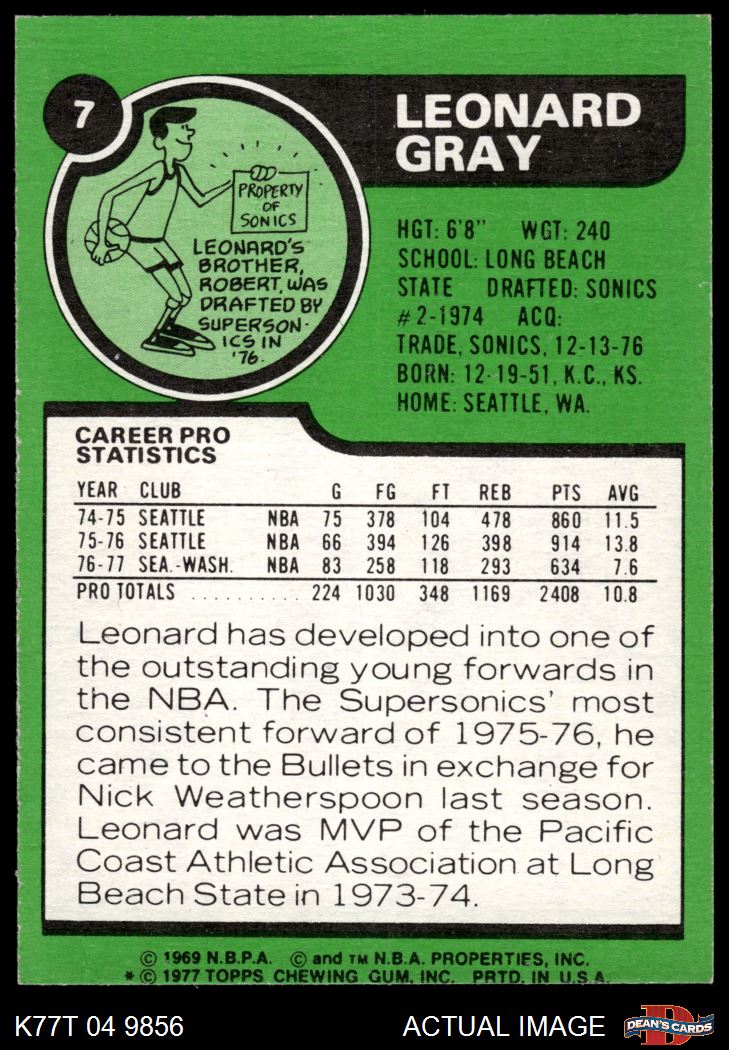 7
LEONARD
GRAY
PROPERTY
OF
SONICS
LEONARD'S
BROTHER,
ROBERT, WAS
DRAFTED BY
SUPERSON-
ICS IN
'76.
HGT: 6'8" WGT: 240
SCHOOL: LONG BEACH
STATE DRAFTED: SONICS
#2-1974 ACQ:
TRADE, SONICS, 12-13-76
BORN: 12-19-51, K.C., KS.
HOME: SEATTLE, WA.
CAREER PRO
STATISTICS
YEAR CLUB G FG FT REB PTS AVG
74-75 SEATTLE NBA 75 378 104 478 860 11.5
75-76 SEATTLE NBA 66 394 126 398 914 13.8
76-77 SEA.-WASH. NBA 83 258 118 293 634 7.6
PRO TOTALS .......... 224 1030 348 1169 2408 10.8
Leonard has developed into one of
the outstanding young forwards in
the NBA. The Supersonics' most
consistent forward of 1975-76, he
came to the Bullets in exchange for
Nick Weatherspoon last season.
Leonard was MVP of the Pacific
Coast Athletic Association at Long
Beach State in 1973-74.
© 1969 N.B.P.A. © and TM N.B.A. PROPERTIES, INC.
* © 1977 TOPPS CHEWING GUM, INC. PRTD. IN U.S.A.
K77T 04 9856 ACTUAL IMAGE D DEAN'S CARDS